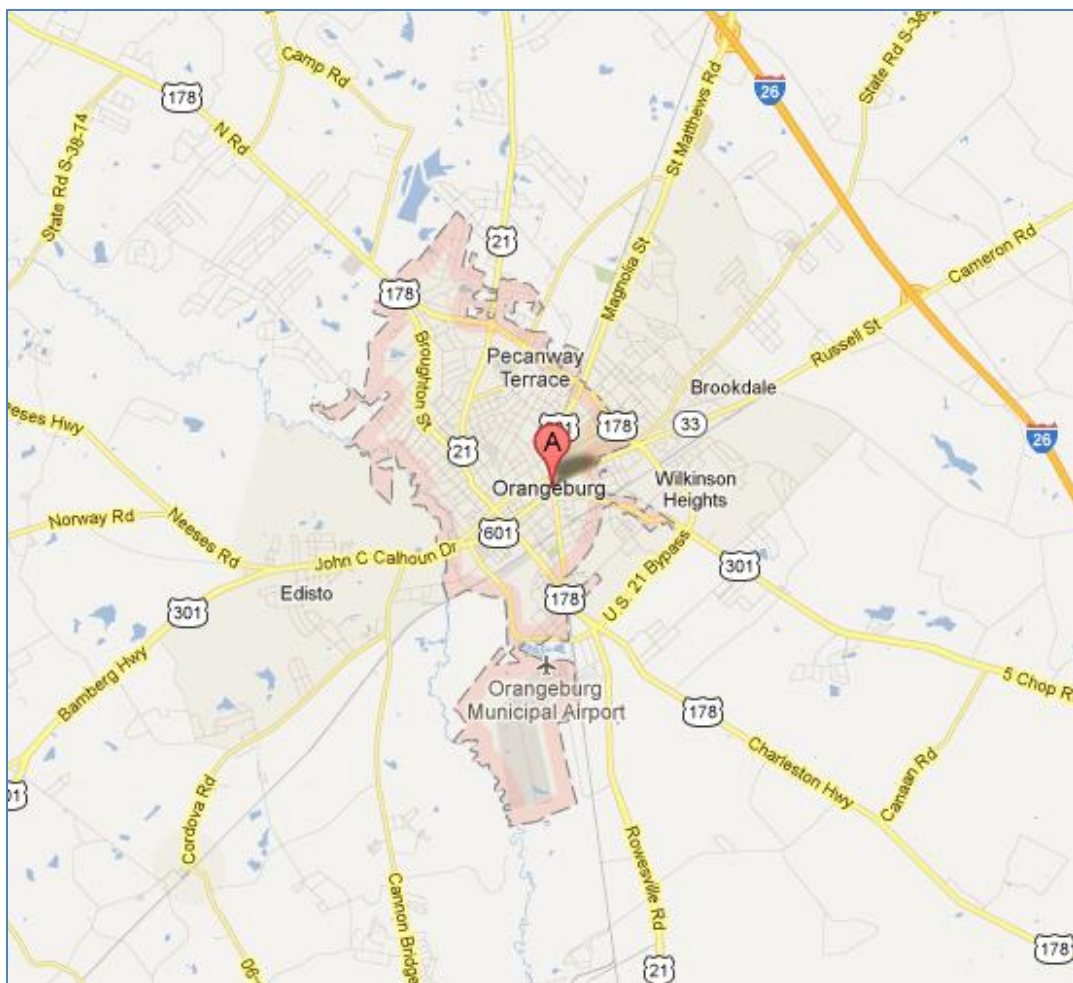 Camp Rd
178
N Rd
State Rd S-38-74
21
St Matthews Rd
26
State Rd S-38-2
Cameron Rd
Magnolia St
178
Russell St
Broughton St
Pecanway
Terrace
Brookdale
178
33
26
21
A
Orangeburg
Wilkinson
Heights
Neeses Rd
Norway Rd
601
John C Calhoun Dr
Edisto
301
301
178
U S. 21 Bypass
Bamberg Hwy
Orangeburg
Municipal Airport
5 Chop R
178
Charleston Hwy
Canaan Rd
Cordova Rd
Rowesville Rd
Cannon Bridge
178
21